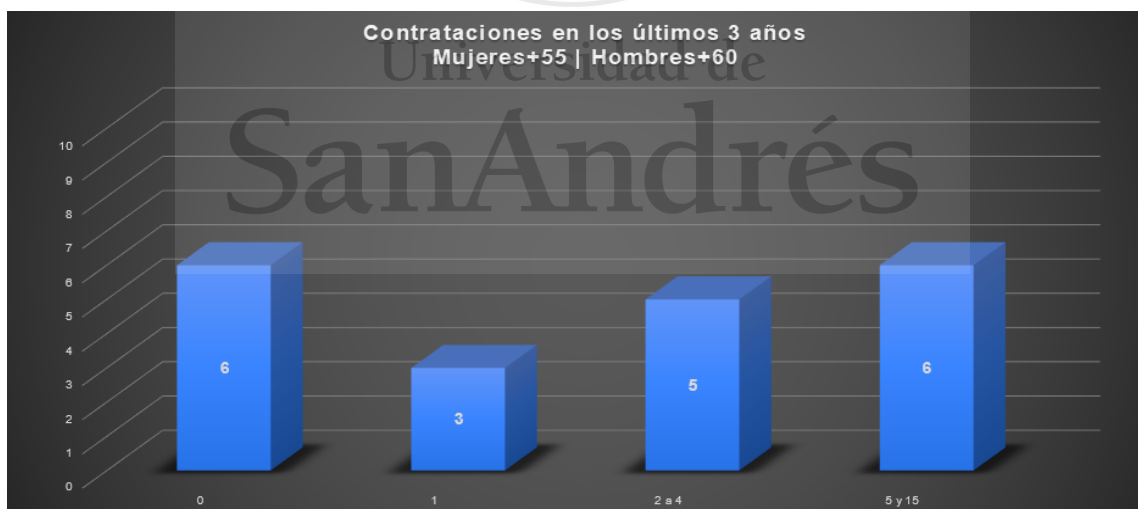 Contrataciones en los últimos 3 años
Mujeres+55 | Hombres+60
Universidad de
SanAndrés
10
9
8
7
6
5
4
3
2
1
0
6
3
5
6
0
1
2 a 4
5 y 15